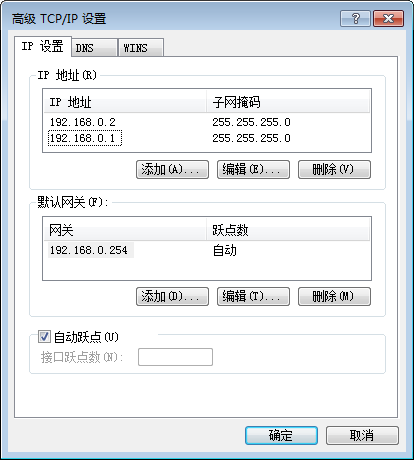 高级 TCP/IP 设置
IP 设置 DNS WINS
IP 地址(R)
IP 地址 子网掩码
192.168.0.2 255.255.255.0
192.168.0.1 255.255.255.0
添加(A)... 编辑(E)... 删除(V)
默认网关(F):
网关 跃点数
192.168.0.254 自动
添加(D)... 编辑(T)... 删除(M)
自动跃点(U)
接口跃点数(N):
确定 取消